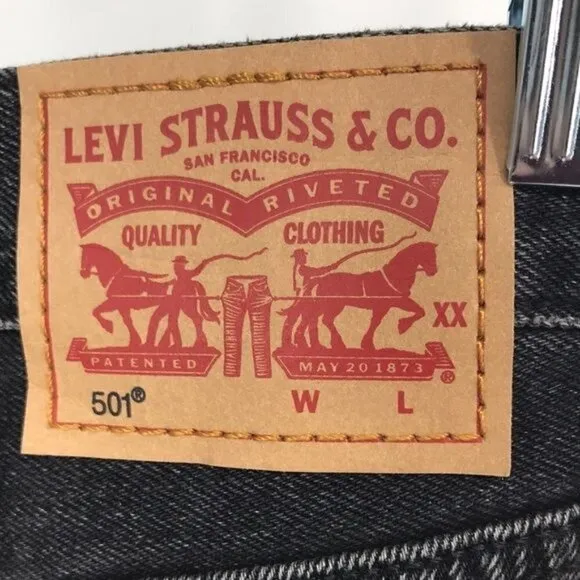 LEVI STRAUSS & CO.
SAN FRANCISCO
CAL.
ORIGINAL RIVETED
QUALITY CLOTHING
XX
PATENTED MAY 20 1873 ®
501® W L